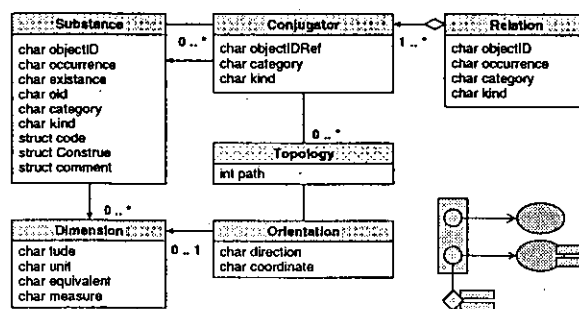 Substance
char objectID
char occurrence
char existance
char oid
char category
char kind
struct code
struct Construe
struct comment
0 .. *
Conjugator
char objectIDRef
char category
char kind
1 .. *
Relation
char objectID
char occurrence
char category
char kind
0 .. *
Topology
int path
0 .. *
Dimension
char tude
char unit
char equivalent
char measure
0 .. 1
Orientation
char direction
char coordinate